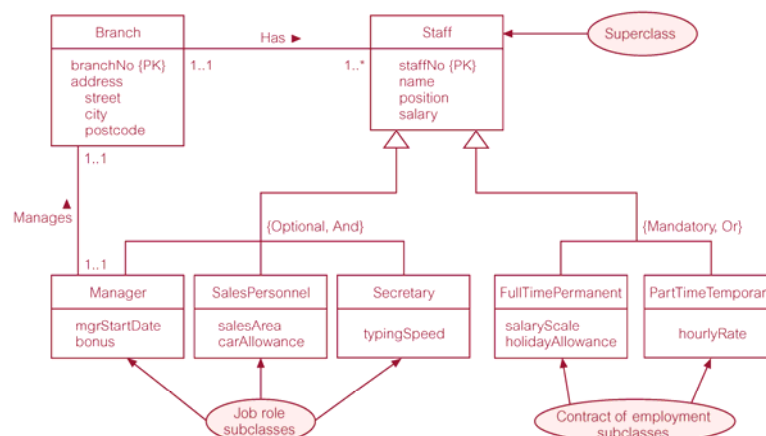 Branch
branchNo {PK}
address
street
city
postcode
Has ►
1..1
1..*
Staff
staffNo {PK}
name
position
salary
Superclass
1..1
Manages ▲
{Optional, And}
{Mandatory, Or}
1..1
Manager
mgrStartDate
bonus
SalesPersonnel
salesArea
carAllowance
Secretary
typingSpeed
FullTimePermanent
salaryScale
holidayAllowance
PartTimeTemporar
hourlyRate
Job role
subclasses
Contract of employment
subclasses